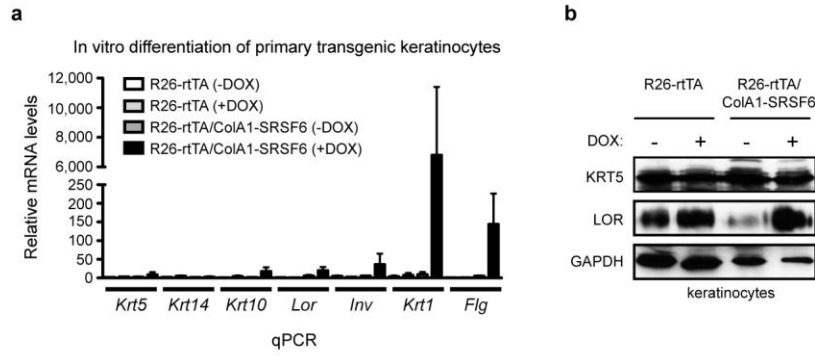 a
In vitro differentiation of primary transgenic keratinocytes
Relative mRNA levels
12,000
10,000
8,000
6,000
250
200
150
100
50
0
R26-rtTA (-DOX)
R26-rtTA (+DOX)
R26-rtTA/ColA1-SRSF6 (-DOX)
R26-rtTA/ColA1-SRSF6 (+DOX)
Krt5 Krt14 Krt10 Lor Inv Krt1 Flg
qPCR
b
R26-rtTA R26-rtTA/
ColA1-SRSF6
DOX: - + - +
KRT5
LOR
GAPDH
keratinocytes